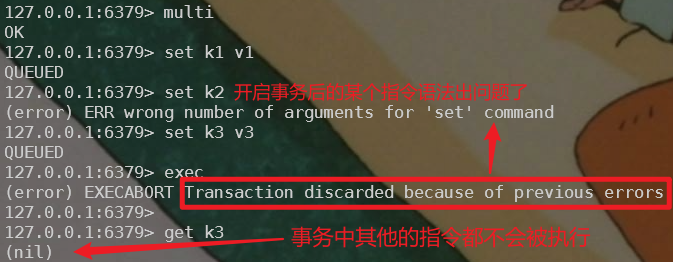 127.0.0.1:6379> multi
OK
127.0.0.1:6379> set k1 v1
QUEUED
127.0.0.1:6379> set k2 开启事务后的某个指令语法出问题了
(error) ERR wrong number of arguments for 'set' command
127.0.0.1:6379> set k3 v3
QUEUED
127.0.0.1:6379> exec
(error) EXECABORT Transaction discarded because of previous errors
127.0.0.1:6379>
127.0.0.1:6379> get k3
(nil) 事务中其他的指令都不会被执行